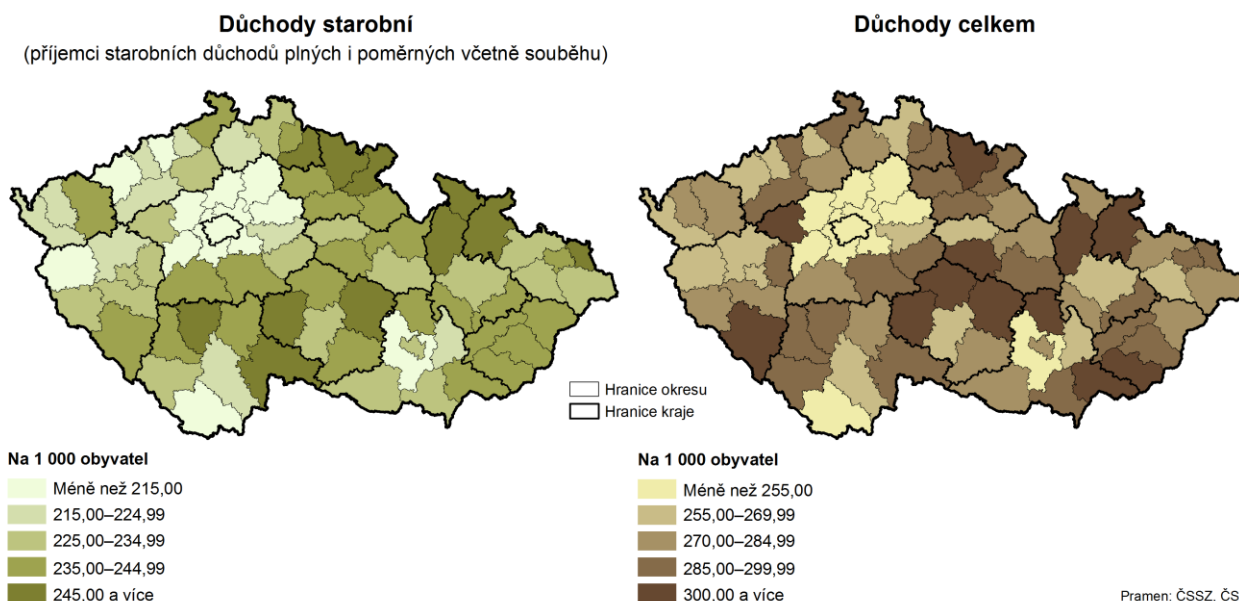 Důchody starobní
(příjemci starobních důchodů plných i poměrných včetně souběhu)
Důchody celkem
Hranice okresu
Hranice kraje
Na 1 000 obyvatel
Méně než 215,00
215,00–224,99
225,00–234,99
235,00–244,99
245,00 a více
Na 1 000 obyvatel
Méně než 255,00
255,00–269,99
270,00–284,99
285,00–299,99
300,00 a více
Pramen: ČSSZ, ČS